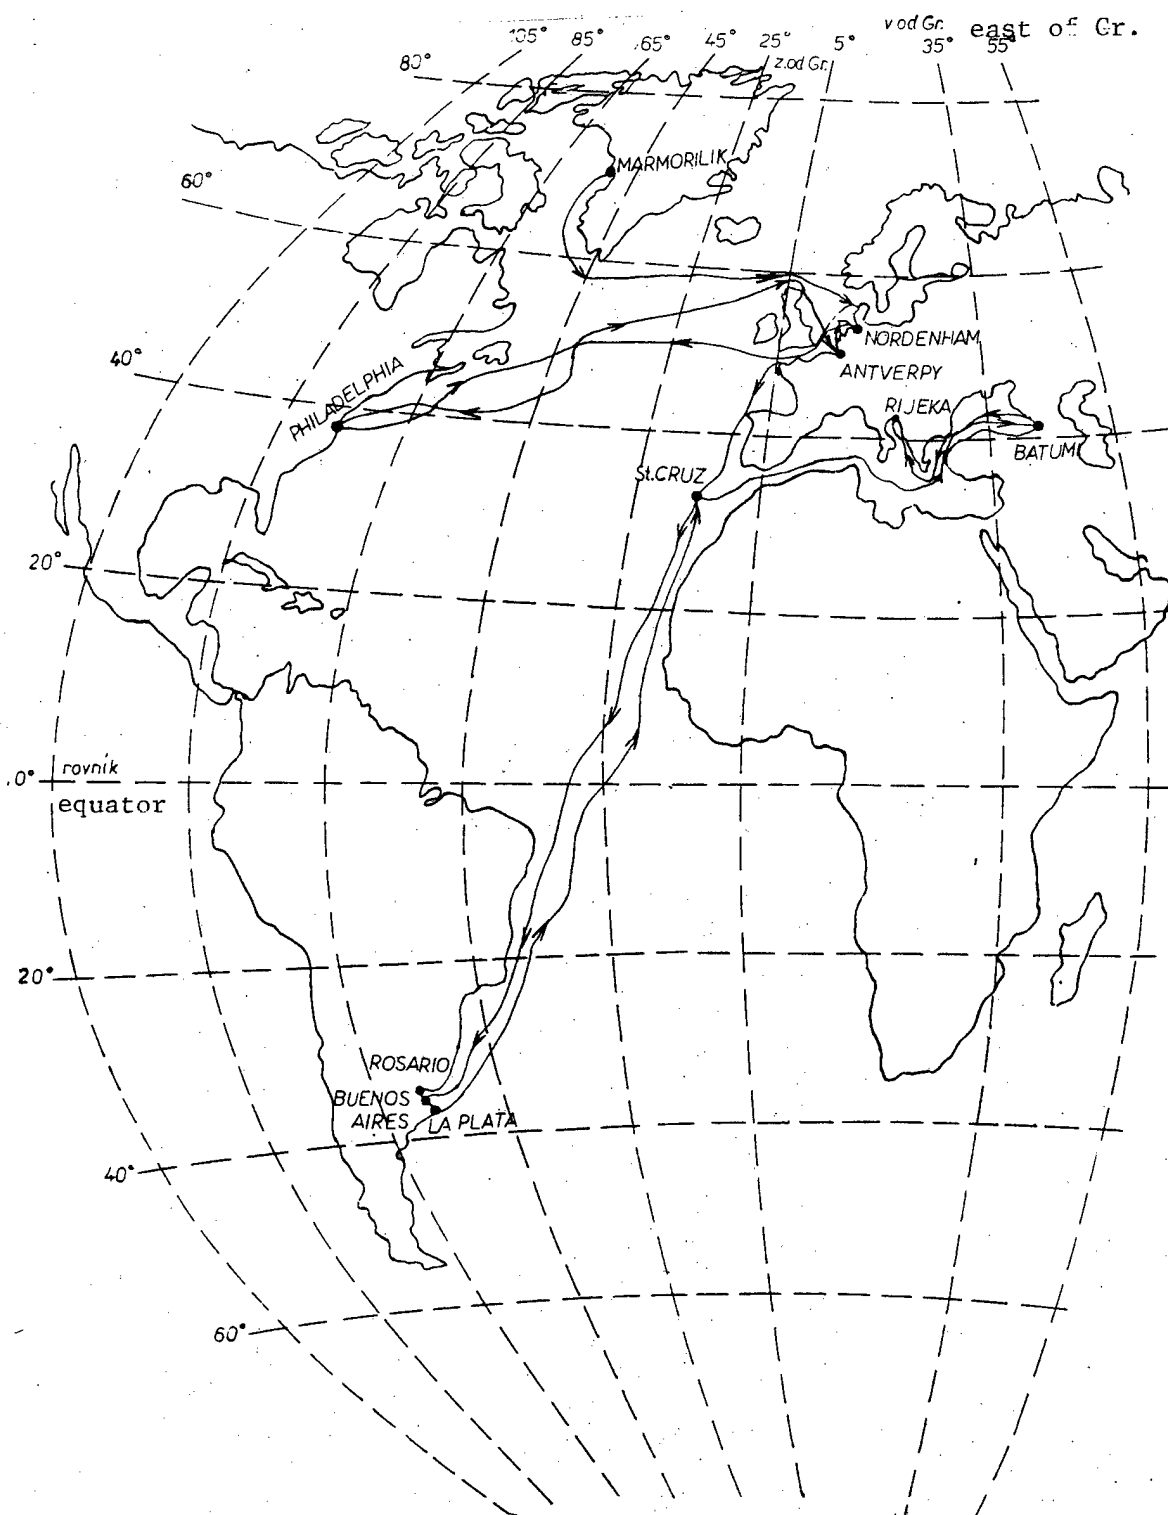 v od Gr. east of Gr.
105° 85° 65° 45° 25° 5° 35° 55°
z.od Gr.
80°
MARMORILIK
60°
NORDENHAM
40°
PHILADELPHIA
ANTVERPY
RIJEKA
BATUMI
St.CRUZ
20°
0° rovník
equator
20°
ROSARIO
BUENOS
AIRES
LA PLATA
40°
60°